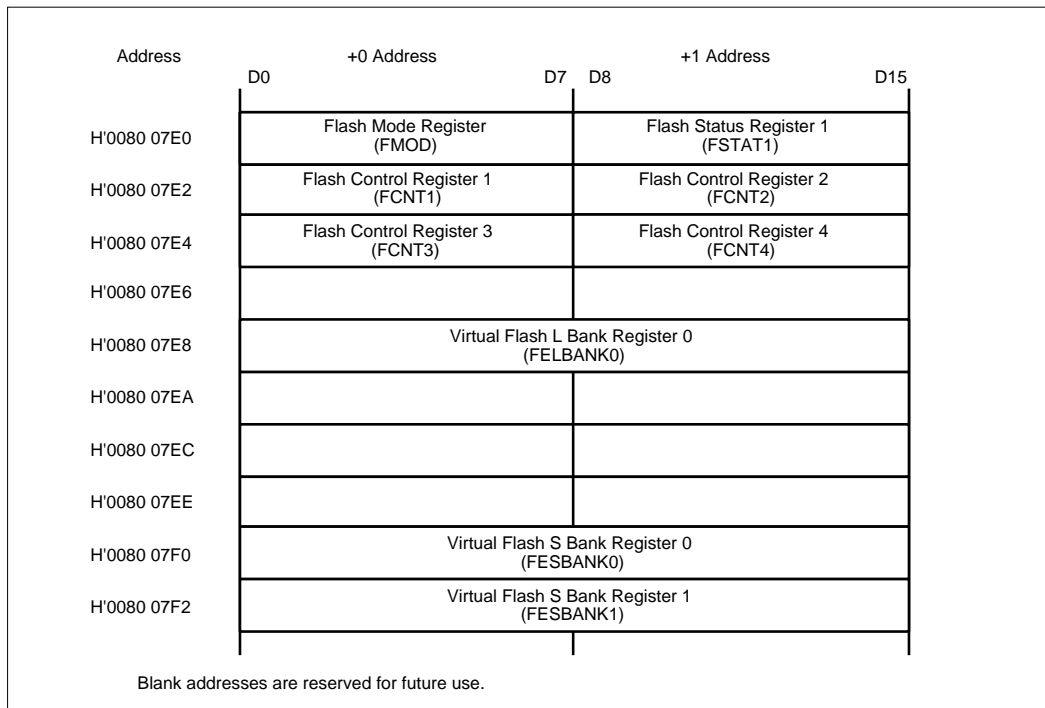 Address +0 Address +1 Address
D0 D7 D8 D15
H'0080 07E0 Flash Mode Register Flash Status Register 1
(FMOD) (FSTAT1)
H'0080 07E2 Flash Control Register 1 Flash Control Register 2
(FCNT1) (FCNT2)
H'0080 07E4 Flash Control Register 3 Flash Control Register 4
(FCNT3) (FCNT4)
H'0080 07E6
H'0080 07E8 Virtual Flash L Bank Register 0
(FELBANK0)
H'0080 07EA
H'0080 07EC
H'0080 07EE
H'0080 07F0 Virtual Flash S Bank Register 0
(FESBANK0)
H'0080 07F2 Virtual Flash S Bank Register 1
(FESBANK1)
Blank addresses are reserved for future use.